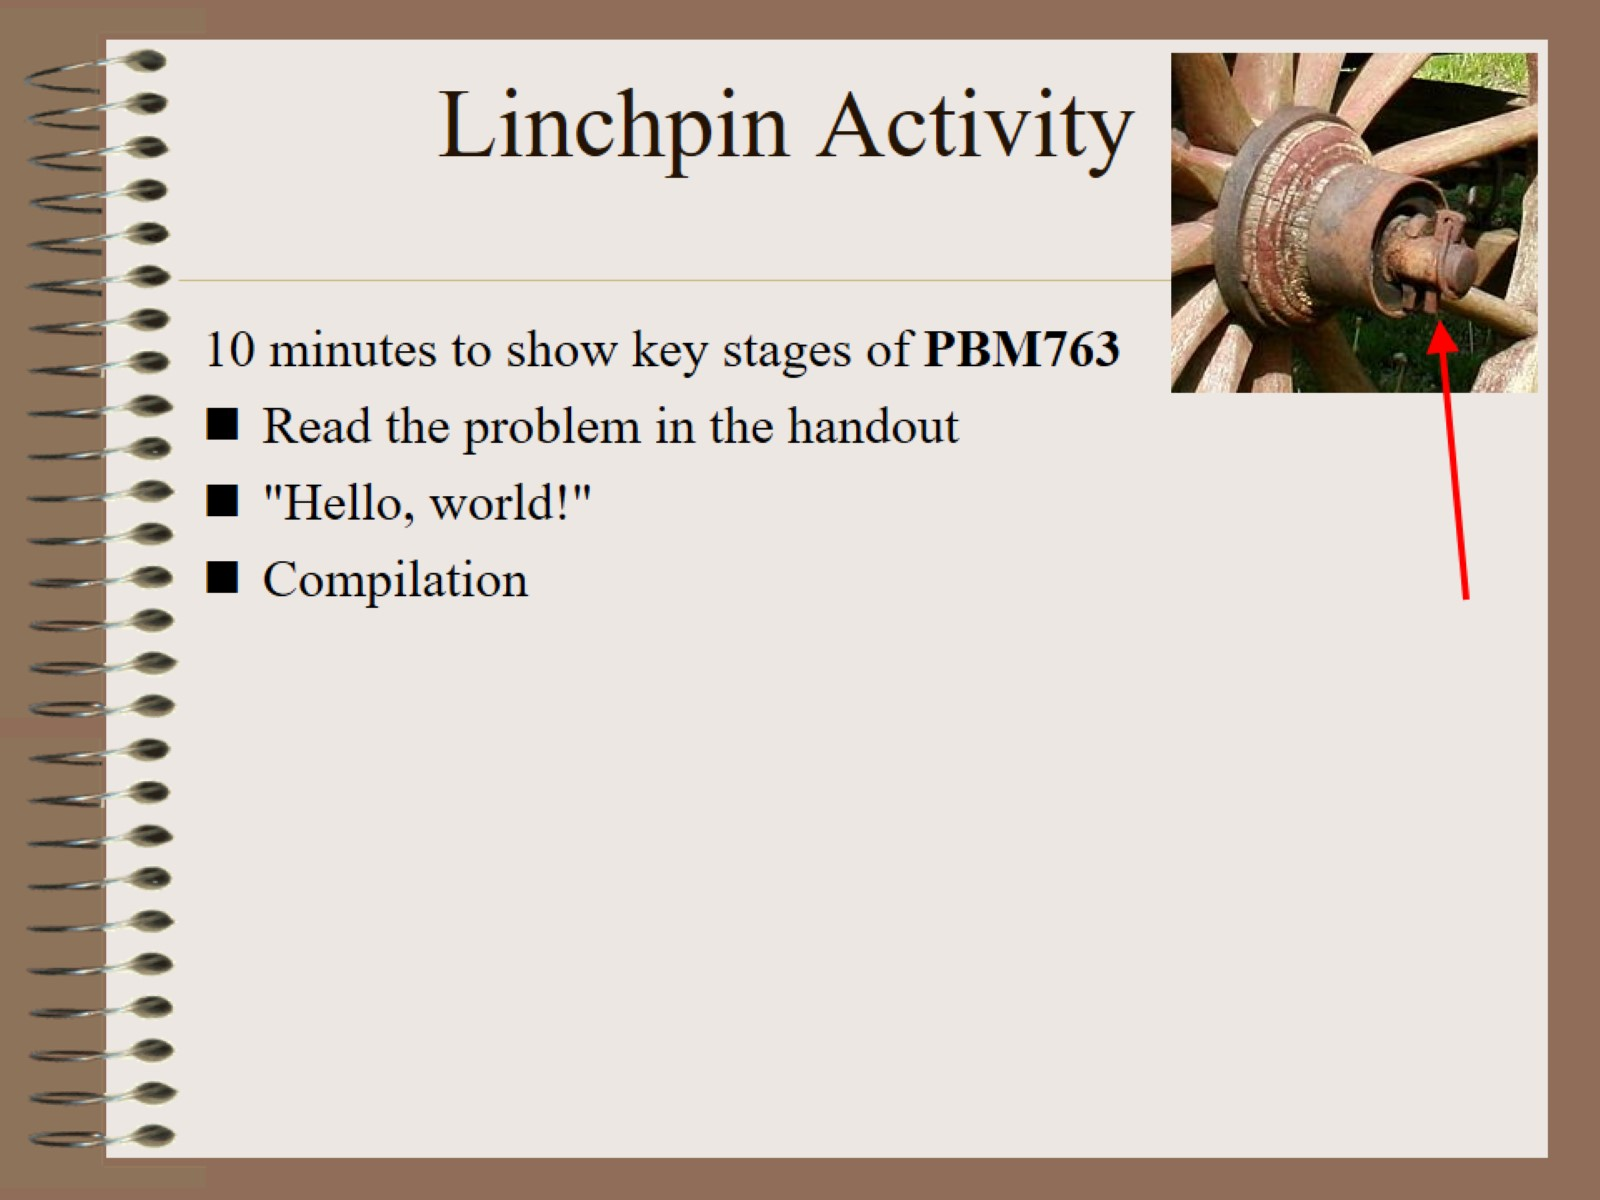 Linchpin Activity
10 minutes to show key stages of PBM763
Read the problem in the handout
"Hello, world!"
Compilation